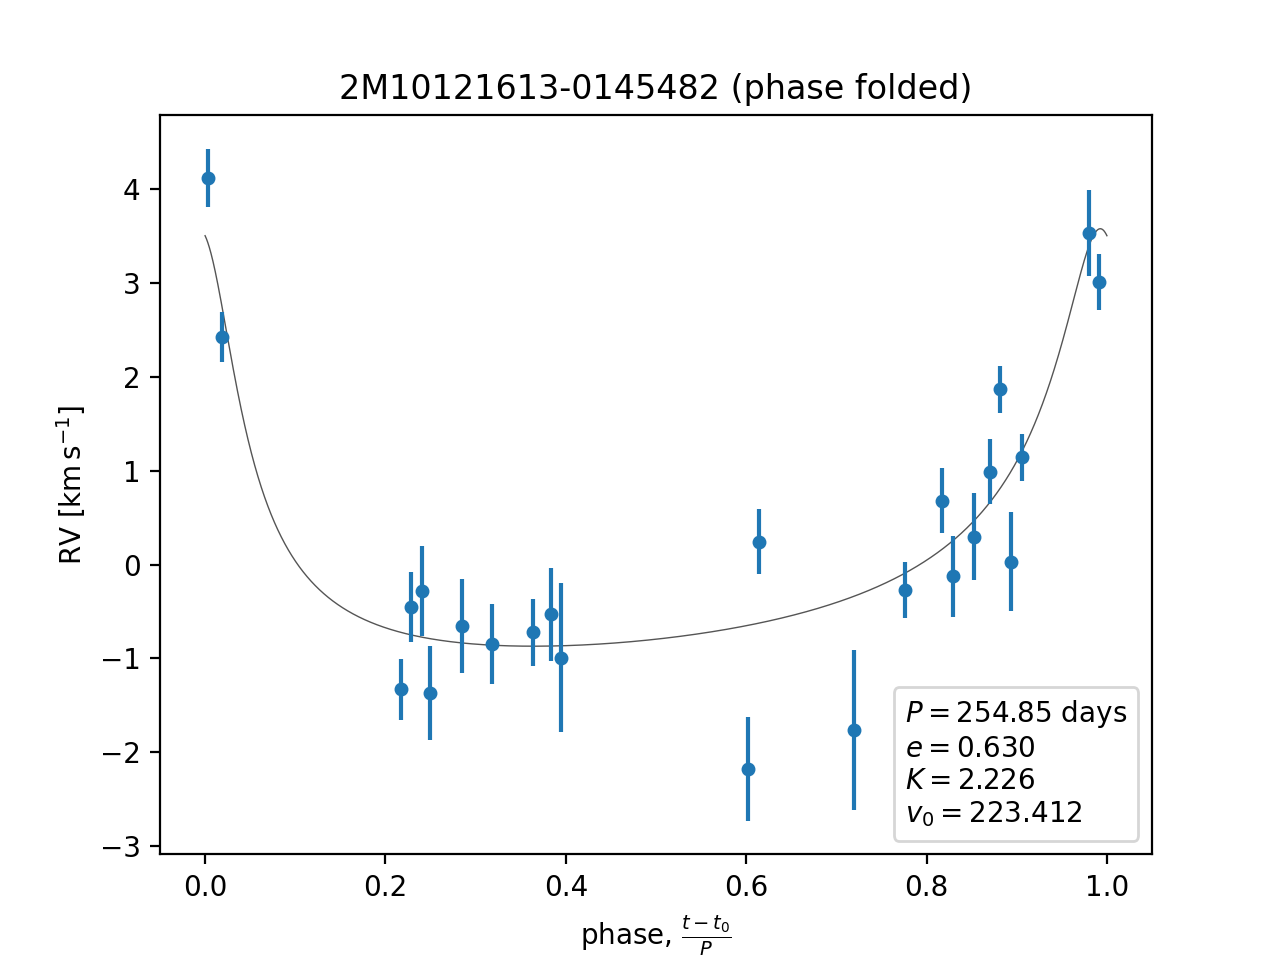 2M10121613-0145482 (phase folded)
RV [km s⁻¹]
4
3
2
1
0
−1
−2
−3
P = 254.85 days
e = 0.630
K = 2.226
v₀ = 223.412
0.0 0.2 0.4 0.6 0.8 1.0
phase, (t − t₀)/P